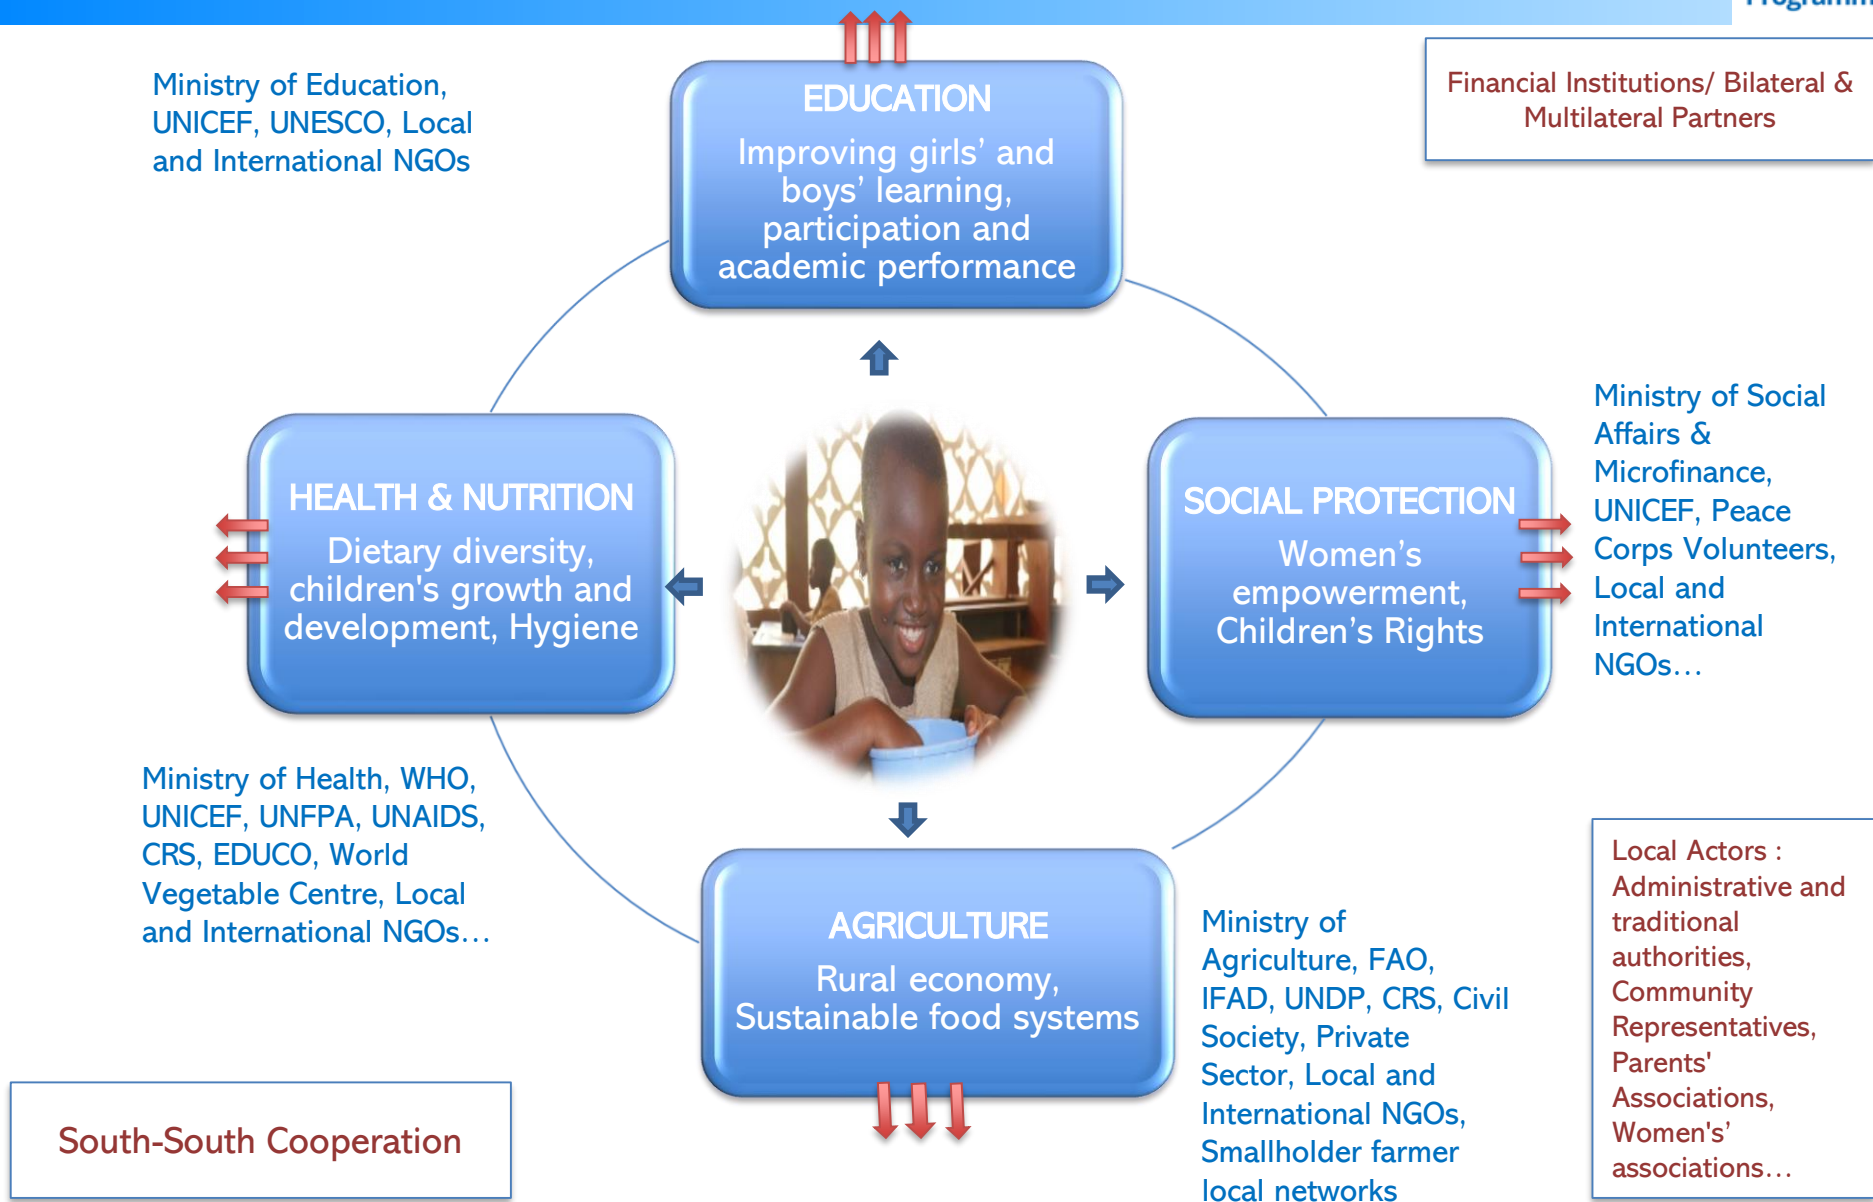 Ministry of Education,
UNICEF, UNESCO, Local
and International NGOs
EDUCATION
Improving girls’ and
boys’ learning,
participation and
academic performance
Financial Institutions/ Bilateral &
Multilateral Partners
HEALTH & NUTRITION
Dietary diversity,
children's growth and
development, Hygiene
SOCIAL PROTECTION
Women’s
empowerment,
Children’s Rights
Ministry of Social
Affairs &
Microfinance,
UNICEF, Peace
Corps Volunteers,
Local and
International
NGOs…
Ministry of Health, WHO,
UNICEF, UNFPA, UNAIDS,
CRS, EDUCO, World
Vegetable Centre, Local
and International NGOs…
AGRICULTURE
Rural economy,
Sustainable food systems
Ministry of
Agriculture, FAO,
IFAD, UNDP, CRS, Civil
Society, Private
Sector, Local and
International NGOs,
Smallholder farmer
local networks
Local Actors :
Administrative and
traditional
authorities,
Community
Representatives,
Parents'
Associations,
Women's’
associations…
South-South Cooperation